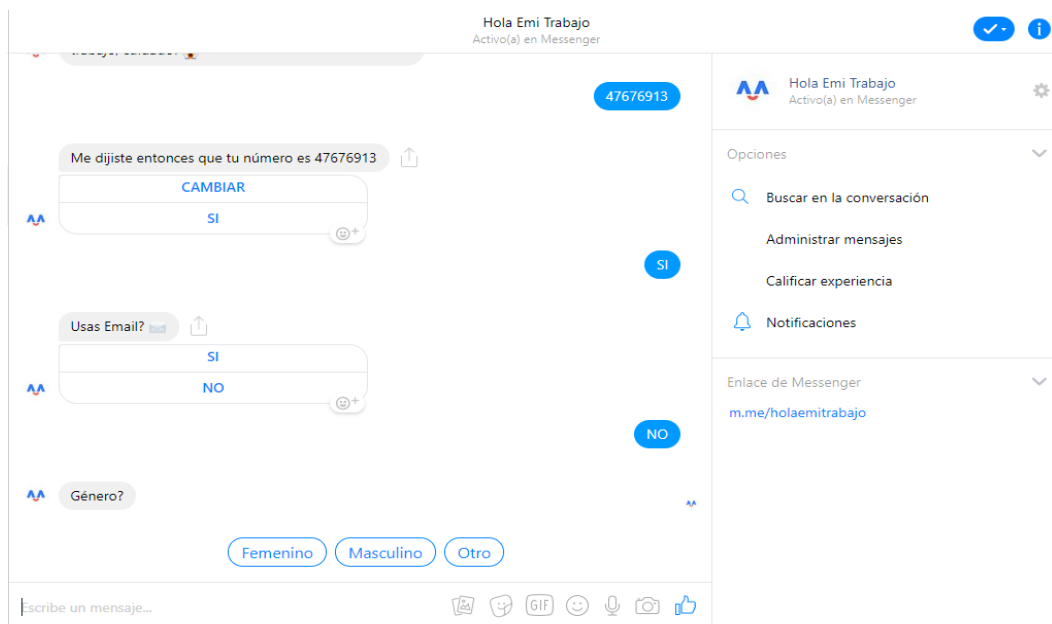 Hola Emi Trabajo
Activo(a) en Messenger
47676913
Me dijiste entonces que tu número es 47676913
CAMBIAR
SI
SI
Usas Email?
SI
NO
NO
Género?
Femenino
Masculino
Otro
Escribe un mensaje...
GIF
Hola Emi Trabajo
Activo(a) en Messenger
Opciones
Buscar en la conversación
Administrar mensajes
Calificar experiencia
Notificaciones
Enlace de Messenger
m.me/holaemitrabajo